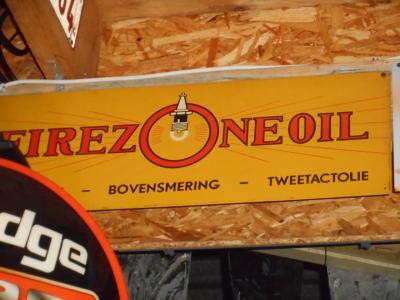 FIREZONE OIL
- BOVENSMERING - TWEETACTOLIE
dge